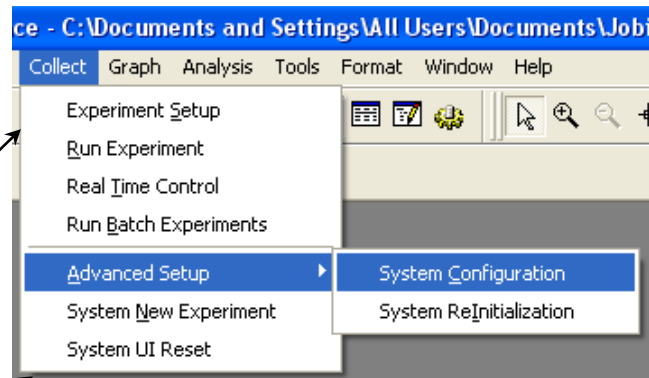 ce - C:\Documents and Settings\All Users\Documents\Jobi
Collect Graph Analysis Tools Format Window Help
Experiment Setup
Run Experiment
Real Time Control
Run Batch Experiments
Advanced Setup
System Configuration
System New Experiment
System ReInitialization
System UI Reset